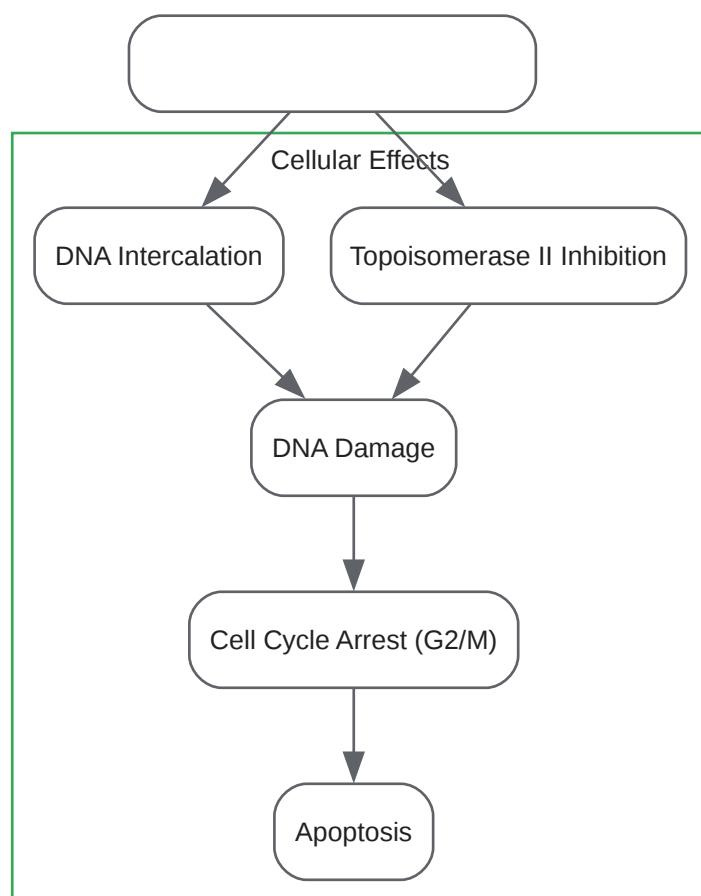 Cellular Effects
DNA Intercalation
Topoisomerase II Inhibition
DNA Damage
Cell Cycle Arrest (G2/M)
Apoptosis